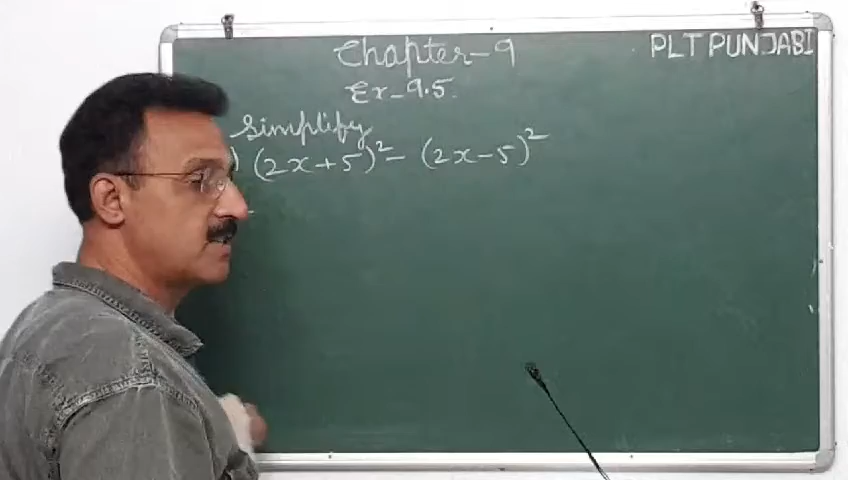 Chapter-9
PLT PUNJABI
Ex-9.5.
Simplify
) (2x+5)² - (2x-5)²